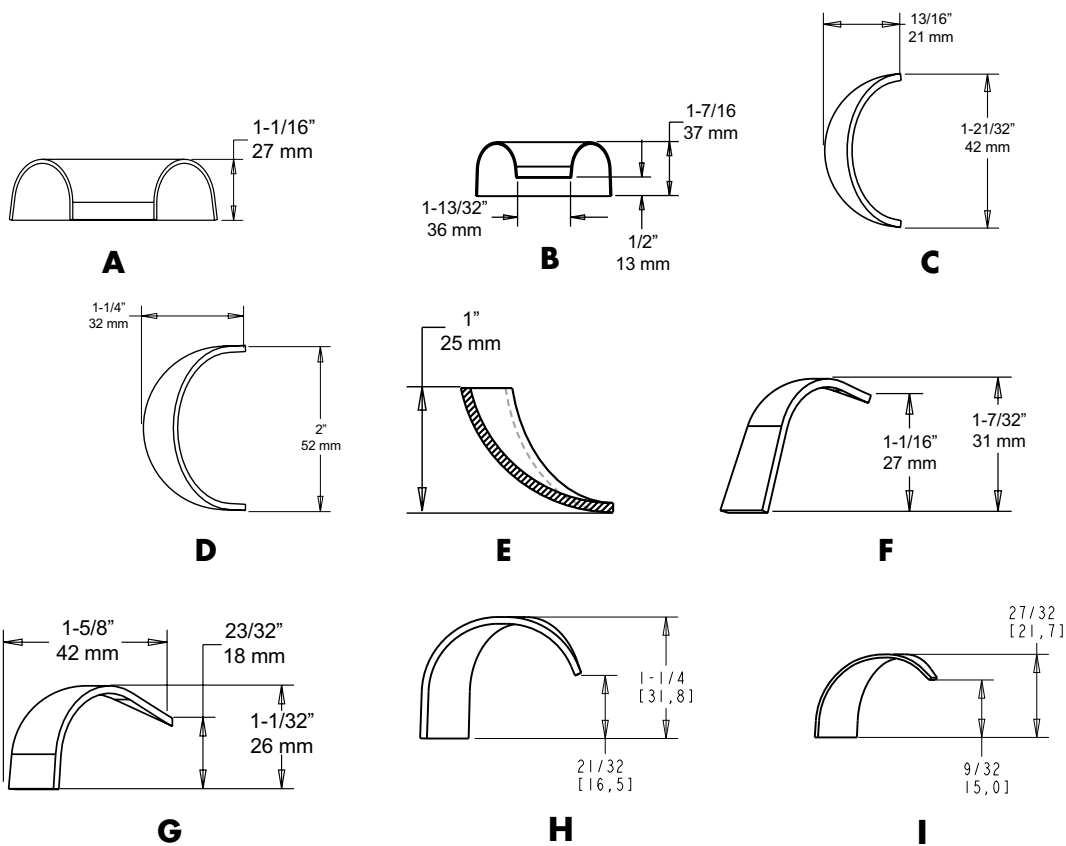 13/16”
21 mm
1-1/16”
27 mm
1-7/16
37 mm
1-21/32”
42 mm
1-13/32”
36 mm
1/2”
13 mm
A
B
C
1-1/4”
32 mm
1”
25 mm
2”
52 mm
1-7/32”
31 mm
1-1/16”
27 mm
D
E
F
1-5/8”
42 mm
23/32”
18 mm
1-1/32”
26 mm
1-1/4
[31,8]
21/32
[16,5]
27/32
[21,7]
9/32
15,0]
G
H
I